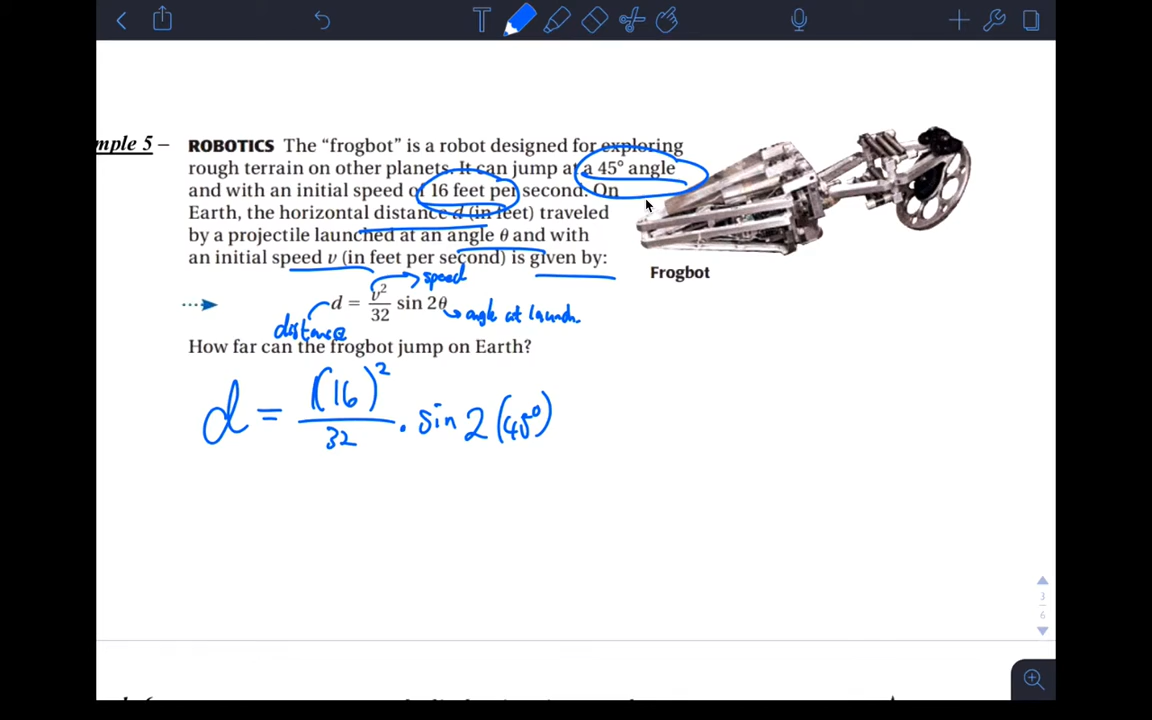 mple 5 –
ROBOTICS The “frogbot” is a robot designed for exploring
rough terrain on other planets. It can jump at a 45° angle
and with an initial speed of 16 feet per second. On
Earth, the horizontal distance d (in feet) traveled
by a projectile launched at an angle θ and with
an initial speed v (in feet per second) is given by:
Frogbot
speed
d = v²/32 sin 2θ
angle at launch.
distance
How far can the frogbot jump on Earth?
d = (16)²/32 · sin 2 (45°)
3
6